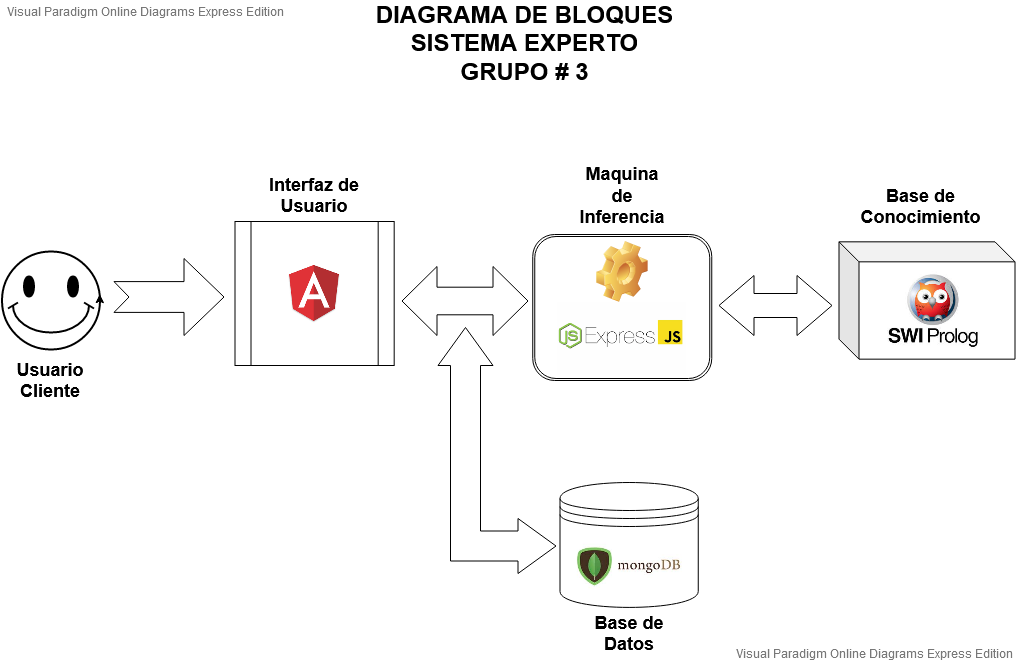 Visual Paradigm Online Diagrams Express Edition
DIAGRAMA DE BLOQUES
SISTEMA EXPERTO
GRUPO # 3
Interfaz de
Usuario
Maquina
de
Inferencia
Base de
Conocimiento
A
JS Express JS
SWI Prolog
Usuario
Cliente
mongoDB
Base de
Datos
Visual Paradigm Online Diagrams Express Edition